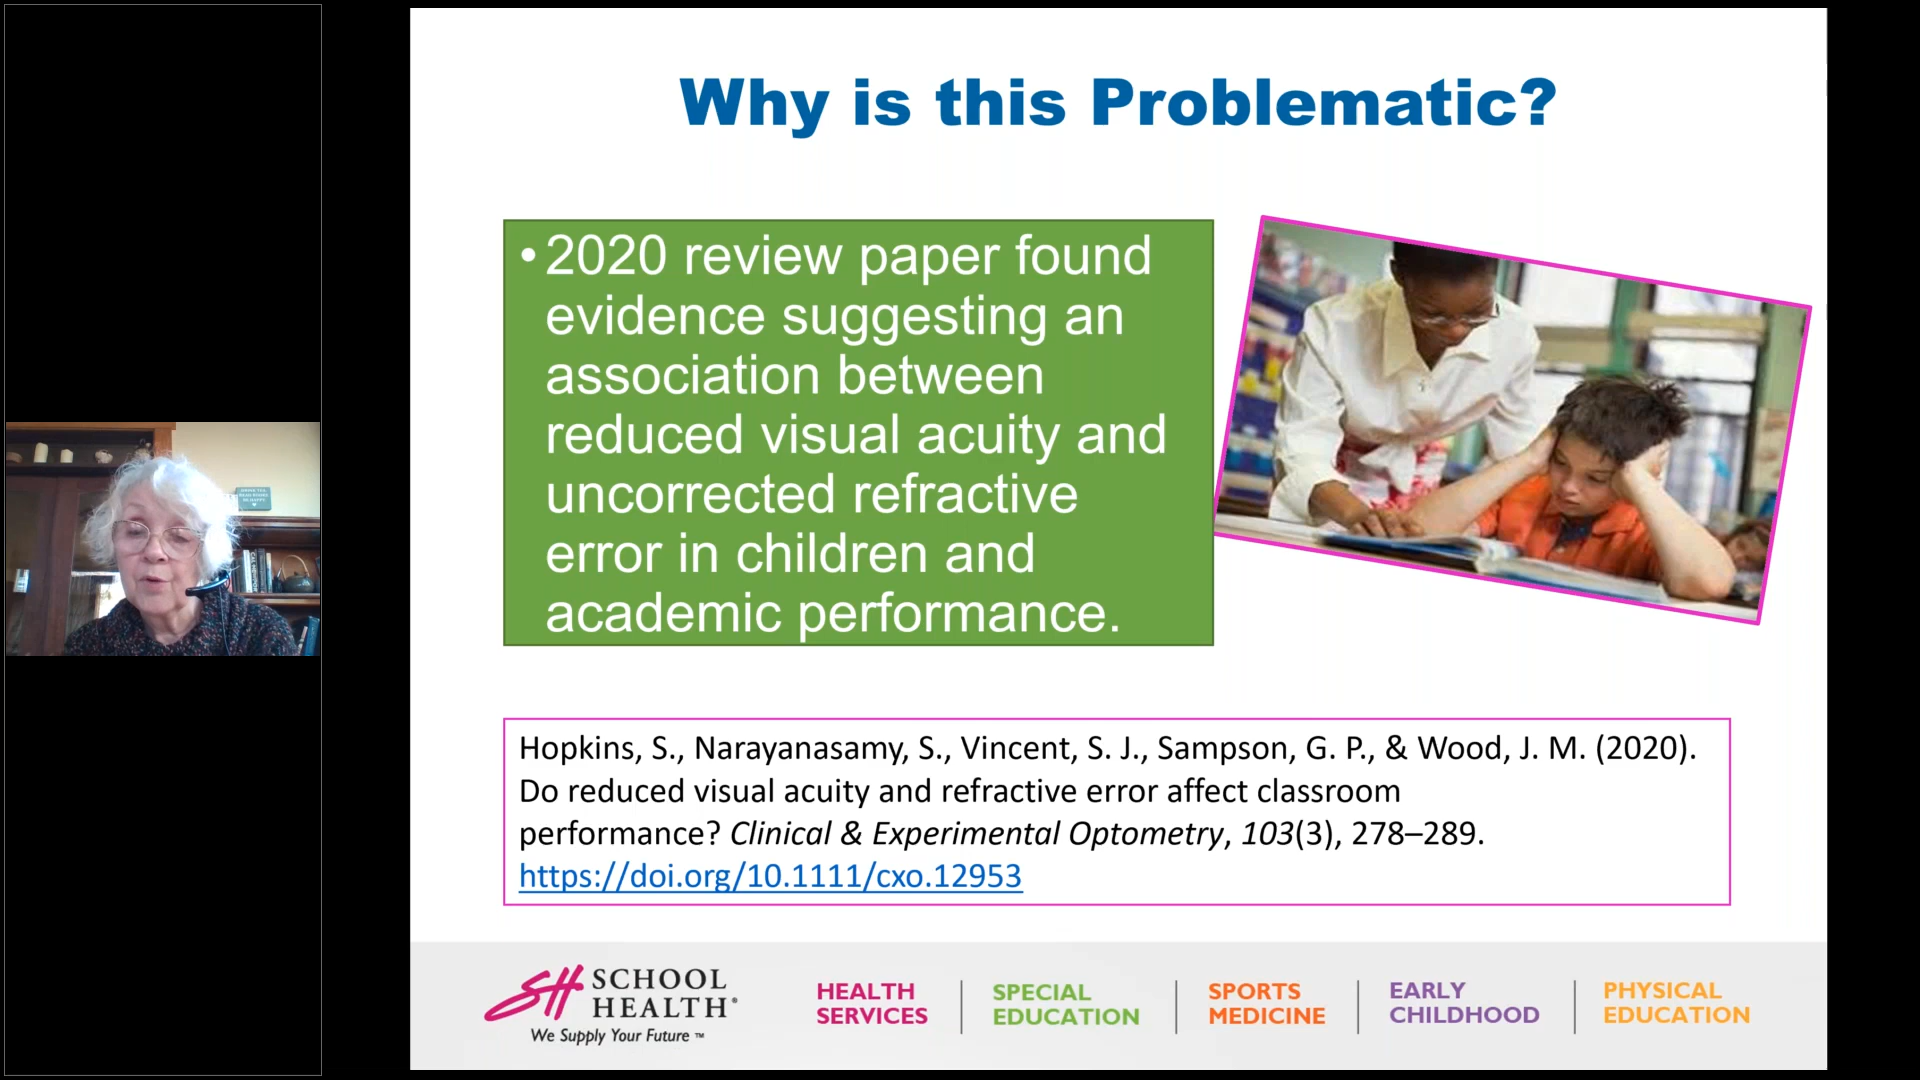 Why is this Problematic?
•2020 review paper found
evidence suggesting an
association between
reduced visual acuity and
uncorrected refractive
error in children and
academic performance.
Hopkins, S., Narayanasamy, S., Vincent, S. J., Sampson, G. P., & Wood, J. M. (2020).
Do reduced visual acuity and refractive error affect classroom
performance? Clinical & Experimental Optometry, 103(3), 278–289.
https://doi.org/10.1111/cxo.12953
SH SCHOOL
HEALTH®
We Supply Your Future ™
HEALTH
SERVICES
SPECIAL
EDUCATION
SPORTS
MEDICINE
EARLY
CHILDHOOD
PHYSICAL
EDUCATION